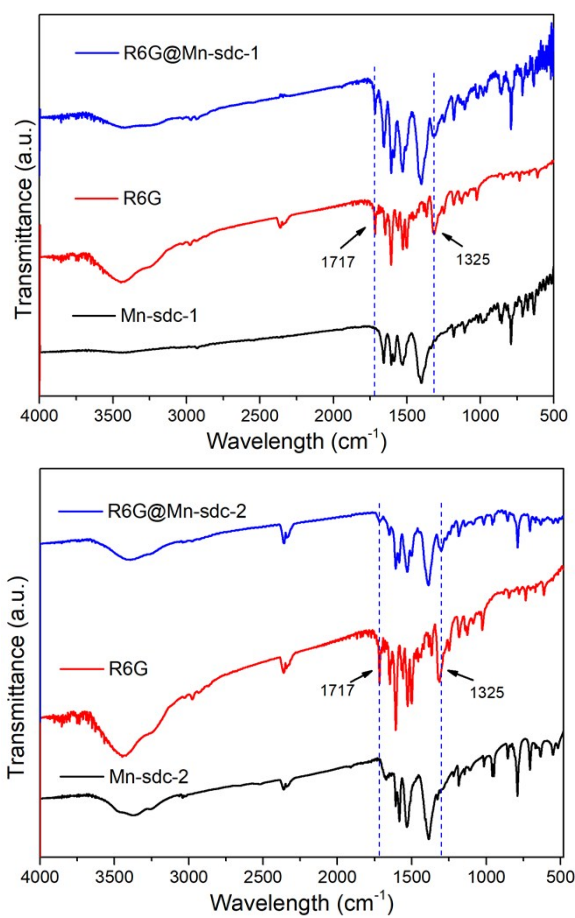 R6G@Mn-sdc-1
R6G
1717
1325
Mn-sdc-1
Transmittance (a.u.)
4000 3500 3000 2500 2000 1500 1000 500
Wavelength (cm⁻¹)
R6G@Mn-sdc-2
R6G
1717
1325
Mn-sdc-2
Transmittance (a.u.)
4000 3500 3000 2500 2000 1500 1000 500
Wavelength (cm⁻¹)